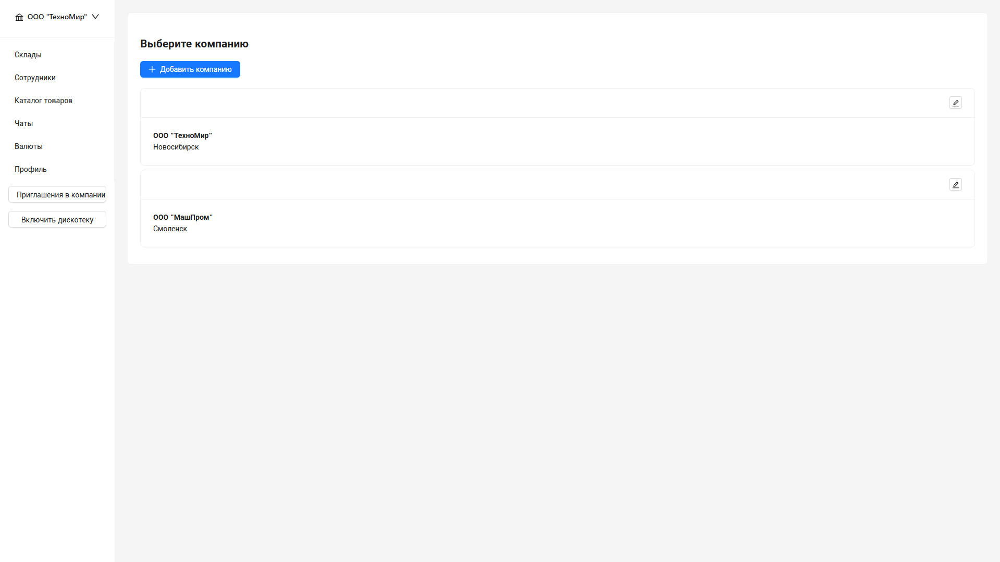 ООО "ТехноМир"
Склады
Сотрудники
Каталог товаров
Чаты
Валюты
Профиль
Приглашения в компании
Включить дискотеку
Выберите компанию
Добавить компанию
ООО "ТехноМир"
Новосибирск
ООО "МашПром"
Смоленск